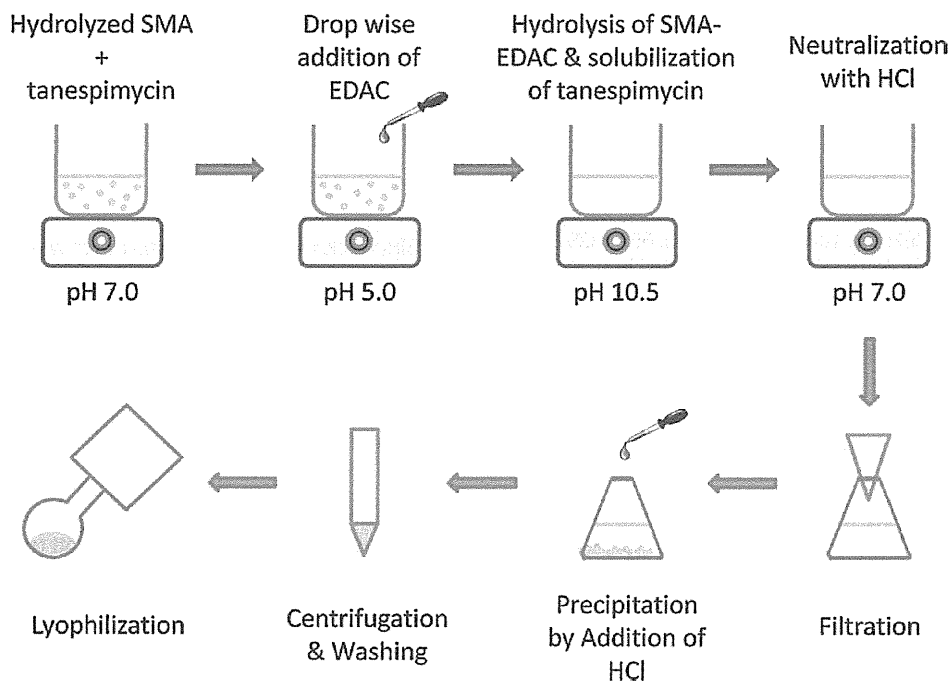 Hydrolyzed SMA
+
tanespimycin
Drop wise
addition of
EDAC
Hydrolysis of SMA-
EDAC & solubilization
of tanespimycin
Neutralization
with HCl
pH 7.0
pH 5.0
pH 10.5
pH 7.0
Lyophilization
Centrifugation
& Washing
Precipitation
by Addition of
HCl
Filtration